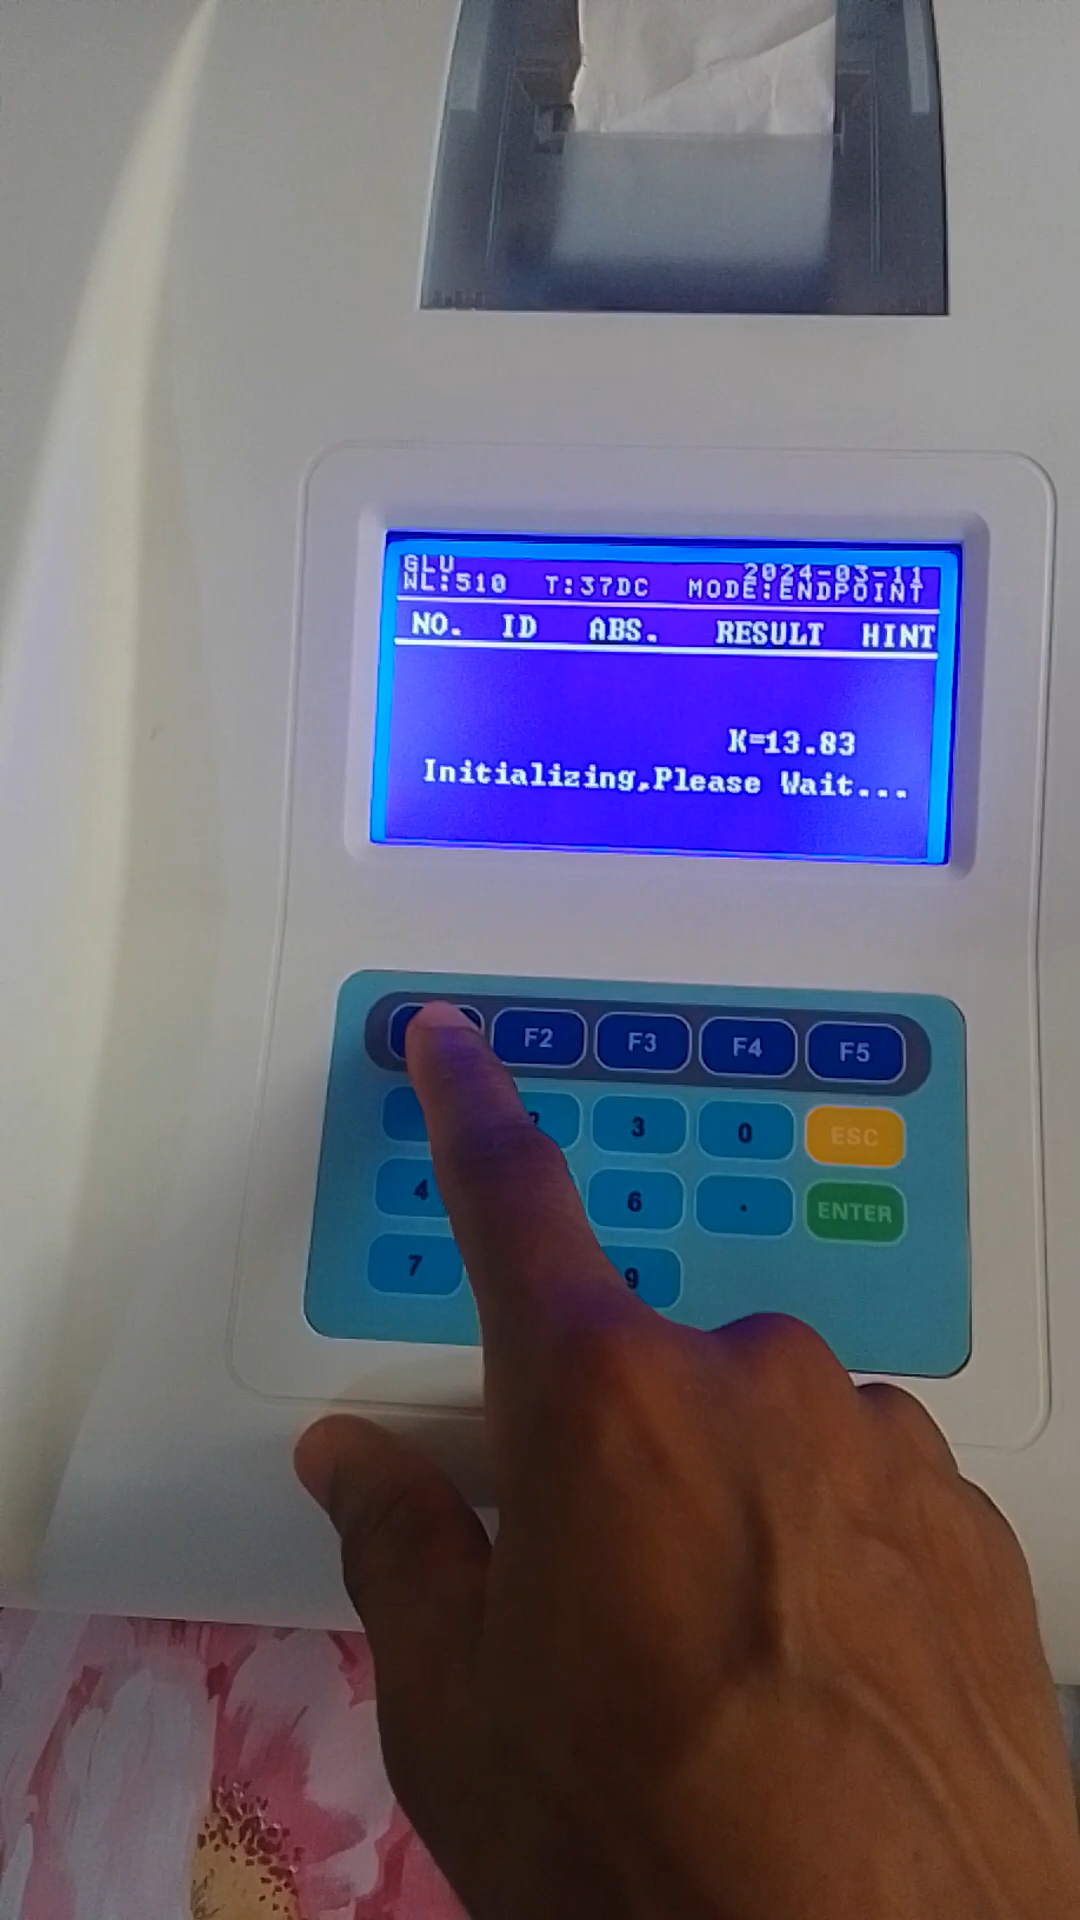 GLU 2024-03-11
WL:510 T:37DC MODE:ENDPOINT
NO. ID ABS. RESULT HINT
K=13.83
Initializing,Please Wait...
F2 F3 F4 F5
2 3 0 ESC
4 6 . ENTER
7 9